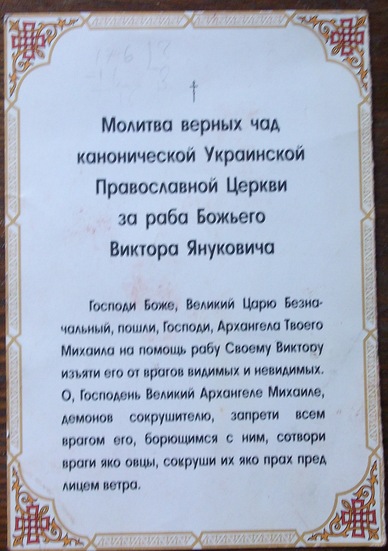 Молитва верных чад
канонической Украинской
Православной Церкви
за раба Божьего
Виктора Януковича
Господи Боже, Великий Царю Безна-
чальный, пошли, Господи, Архангела Твоего
Михаила на помощь рабу Своему Виктору
изъяти его от врагов видимых и невидимых.
О, Господень Великий Архангеле Михаиле,
демонов сокрушителю, запрети всем
врагом его, борющимся с ним, сотвори
враги яко овцы, сокруши их яко прах пред
лицем ветра.